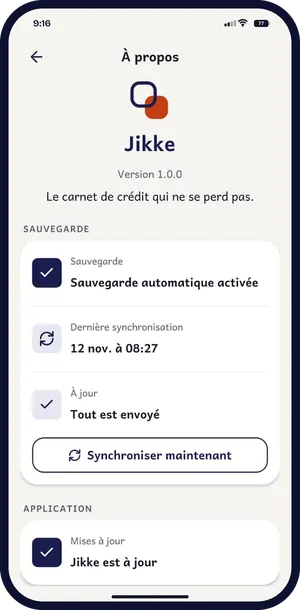 9:16
77
À propos
Jikke
Version 1.0.0
Le carnet de crédit qui ne se perd pas.
SAUVEGARDE
Sauvegarde
Sauvegarde automatique activée
Dernière synchronisation
12 nov. à 08:27
À jour
Tout est envoyé
Synchroniser maintenant
APPLICATION
Mises à jour
Jikke est à jour